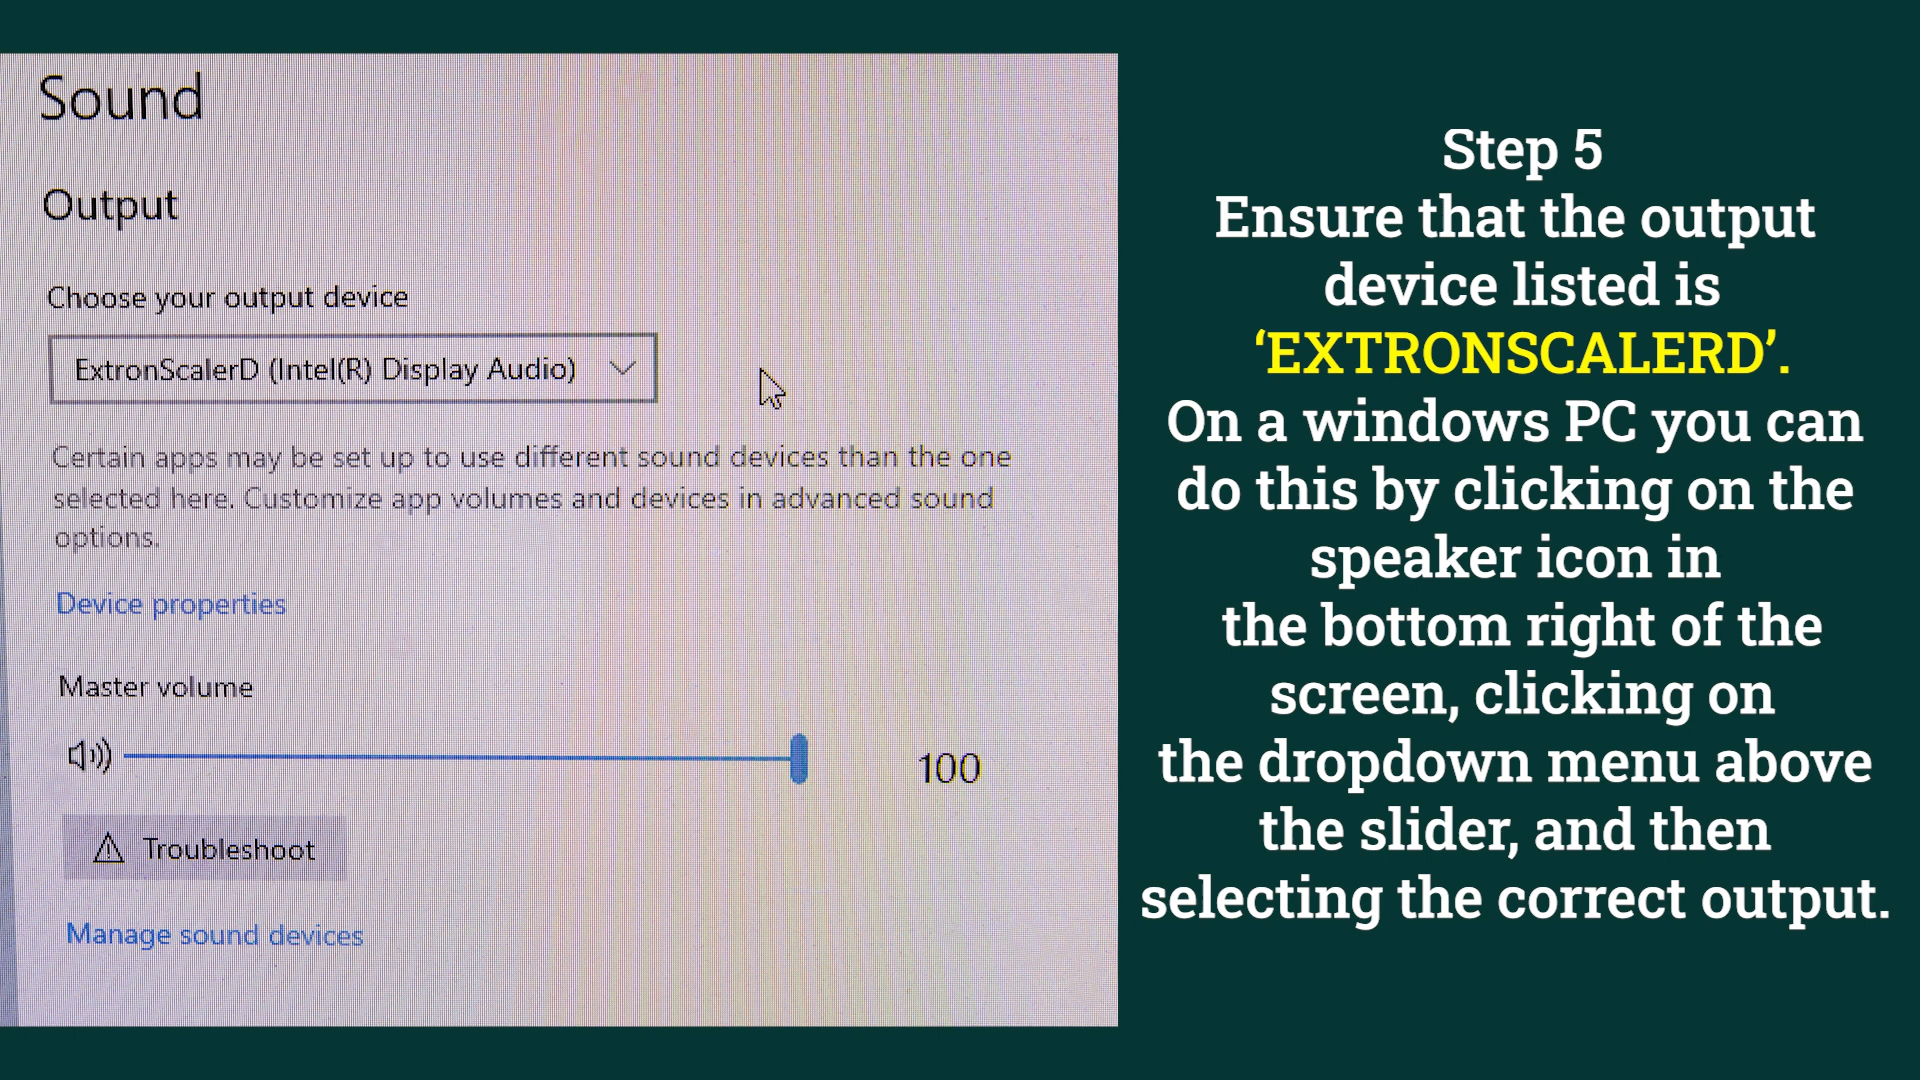 Sound
Output
Choose your output device
ExtronScalerD (Intel(R) Display Audio)
Certain apps may be set up to use different sound devices than the one
selected here. Customize app volumes and devices in advanced sound
options.
Device properties
Master volume
100
Troubleshoot
Manage sound devices
Step 5
Ensure that the output
device listed is
‘EXTRONSCALERD’.
On a windows PC you can
do this by clicking on the
speaker icon in
the bottom right of the
screen, clicking on
the dropdown menu above
the slider, and then
selecting the correct output.